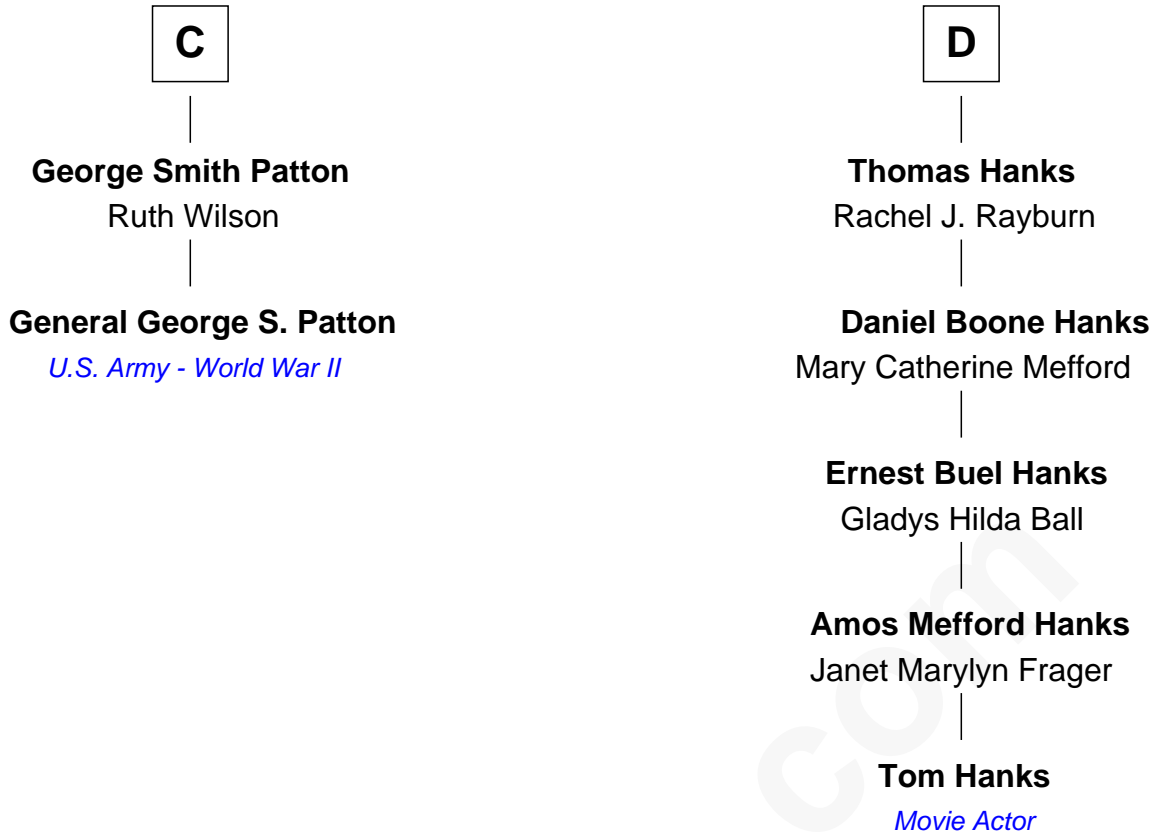 C
George Smith Patton
Ruth Wilson
General George S. Patton
U.S. Army - World War II
D
Thomas Hanks
Rachel J. Rayburn
Daniel Boone Hanks
Mary Catherine Mefford
Ernest Buel Hanks
Gladys Hilda Ball
Amos Mefford Hanks
Janet Marylyn Frager
Tom Hanks
Movie Actor
com